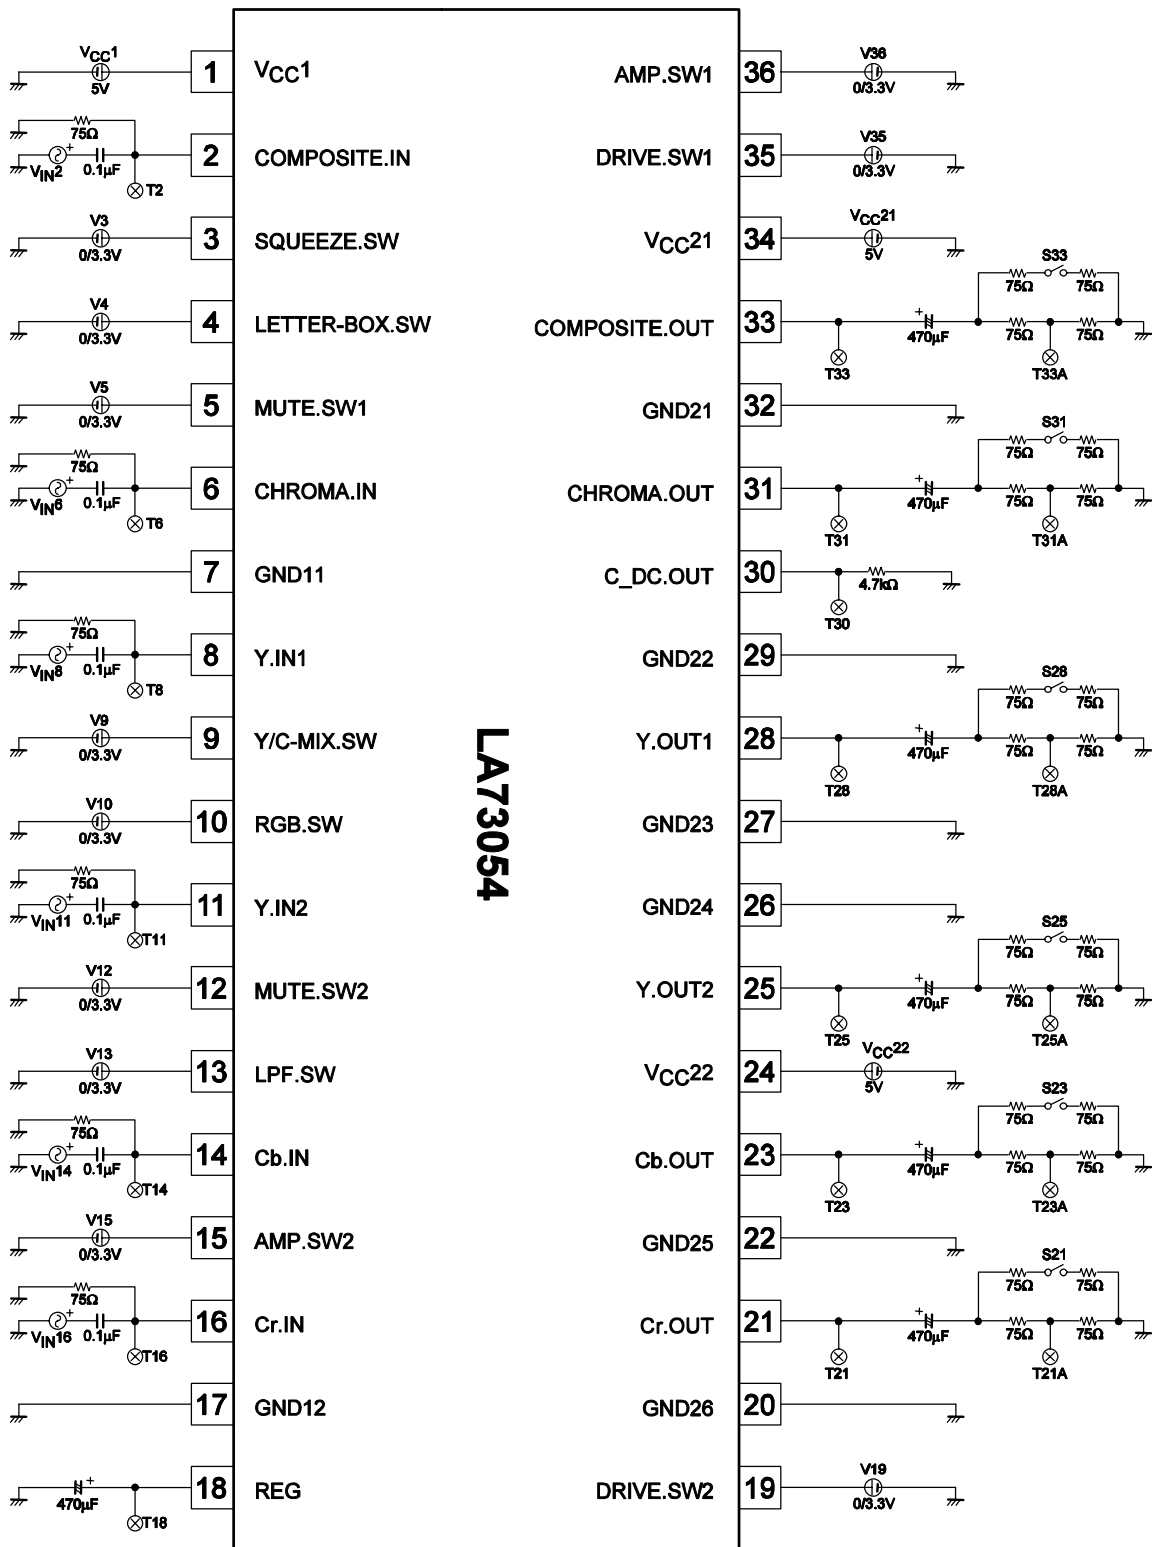 VCC1
5V
1
VCC1
AMP.SW1
36
V36
0/3.3V
75Ω
VIN2
+
0.1µF
T2
2
COMPOSITE.IN
DRIVE.SW1
35
V35
0/3.3V
V3
0/3.3V
3
SQUEEZE.SW
VCC21
34
VCC21
5V
V4
0/3.3V
4
LETTER-BOX.SW
COMPOSITE.OUT
33
T33
+
470µF
75Ω
S33
75Ω
75Ω
75Ω
T33A
V5
0/3.3V
5
MUTE.SW1
GND21
32
75Ω
VIN6
+
0.1µF
T6
6
CHROMA.IN
CHROMA.OUT
31
T31
+
470µF
75Ω
S31
75Ω
75Ω
75Ω
T31A
7
GND11
C_DC.OUT
30
4.7kΩ
T30
75Ω
VIN8
+
0.1µF
T8
8
Y.IN1
GND22
29
V9
0/3.3V
9
Y/C-MIX.SW
Y.OUT1
28
T28
+
470µF
75Ω
S28
75Ω
75Ω
75Ω
T28A
LA73054
V10
0/3.3V
10
RGB.SW
GND23
27
75Ω
VIN11
+
0.1µF
T11
11
Y.IN2
GND24
26
V12
0/3.3V
12
MUTE.SW2
Y.OUT2
25
T25
+
470µF
75Ω
S25
75Ω
75Ω
75Ω
T25A
V13
0/3.3V
13
LPF.SW
VCC22
24
VCC22
5V
75Ω
VIN14
+
0.1µF
T14
14
Cb.IN
Cb.OUT
23
T23
+
470µF
75Ω
S23
75Ω
75Ω
75Ω
T23A
V15
0/3.3V
15
AMP.SW2
GND25
22
75Ω
VIN16
+
0.1µF
T16
16
Cr.IN
Cr.OUT
21
T21
+
470µF
75Ω
S21
75Ω
75Ω
75Ω
T21A
17
GND12
GND26
20
+
470µF
T18
18
REG
DRIVE.SW2
19
V19
0/3.3V